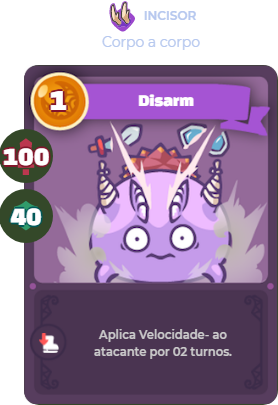 INCISOR
Corpo a corpo
1
Disarm
100
40
Aplica Velocidade- ao
atacante por 02 turnos.